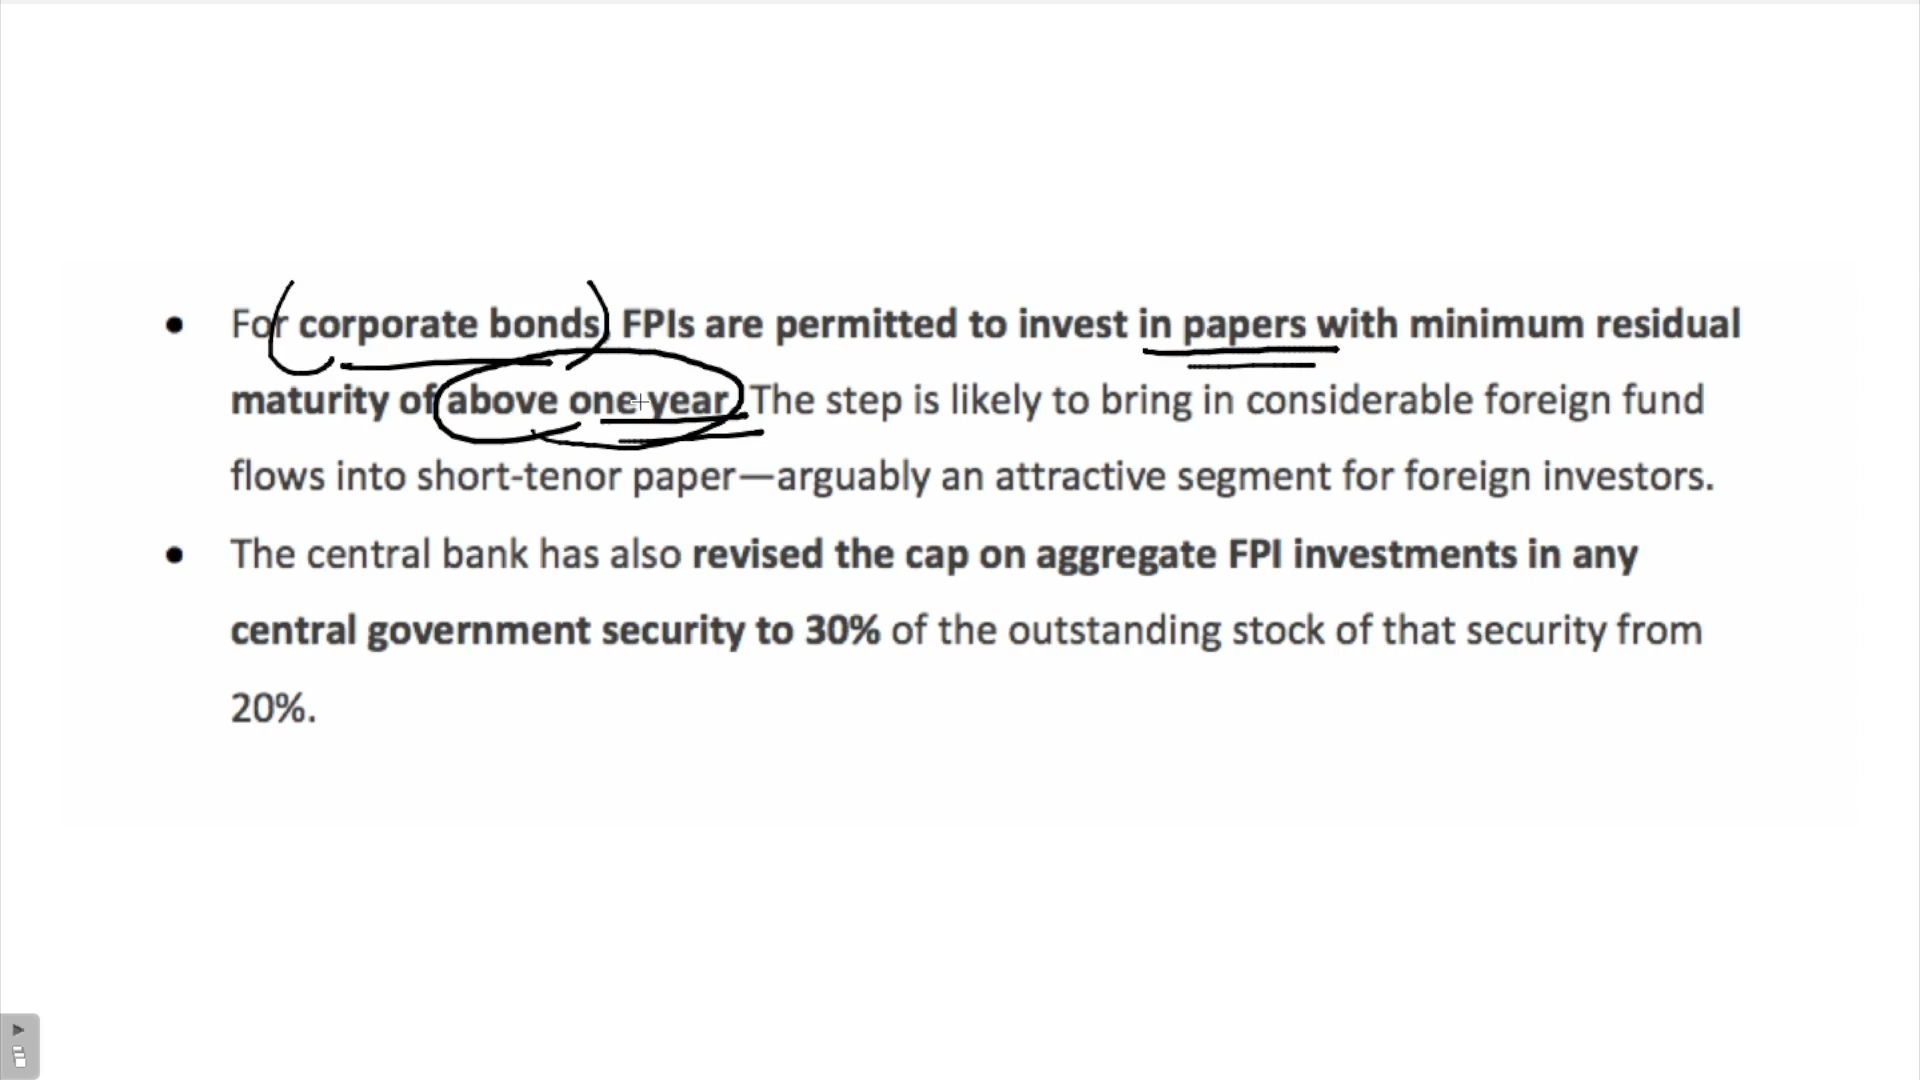 • For corporate bonds, FPIs are permitted to invest in papers with minimum residual
maturity of above one year. The step is likely to bring in considerable foreign fund
flows into short-tenor paper—arguably an attractive segment for foreign investors.
• The central bank has also revised the cap on aggregate FPI investments in any
central government security to 30% of the outstanding stock of that security from
20%.